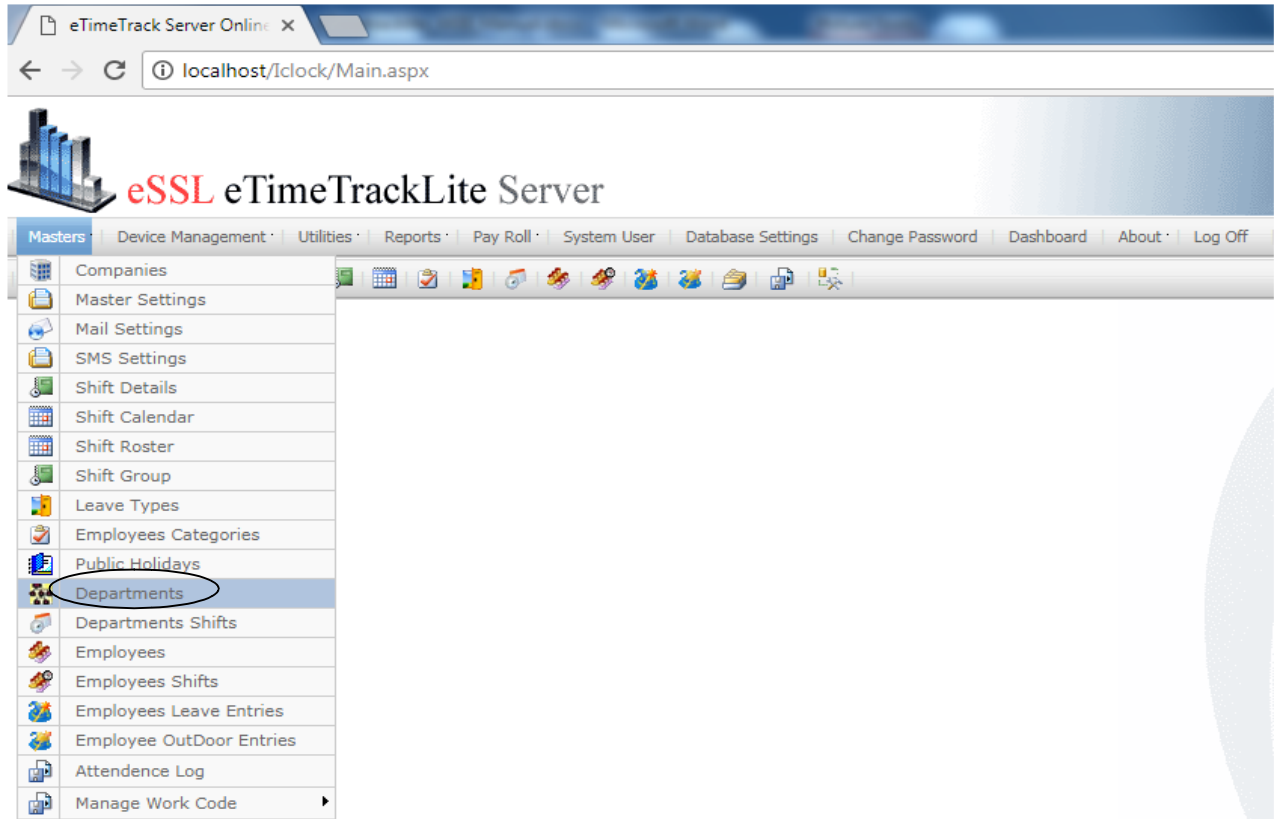 eTimeTrack Server Online
localhost/Iclock/Main.aspx
eSSL eTimeTrackLite Server
Masters Device Management Utilities Reports Pay Roll System User Database Settings Change Password Dashboard About Log Off
Companies
Master Settings
Mail Settings
SMS Settings
Shift Details
Shift Calendar
Shift Roster
Shift Group
Leave Types
Employees Categories
Public Holidays
Departments
Departments Shifts
Employees
Employees Shifts
Employees Leave Entries
Employee OutDoor Entries
Attendence Log
Manage Work Code